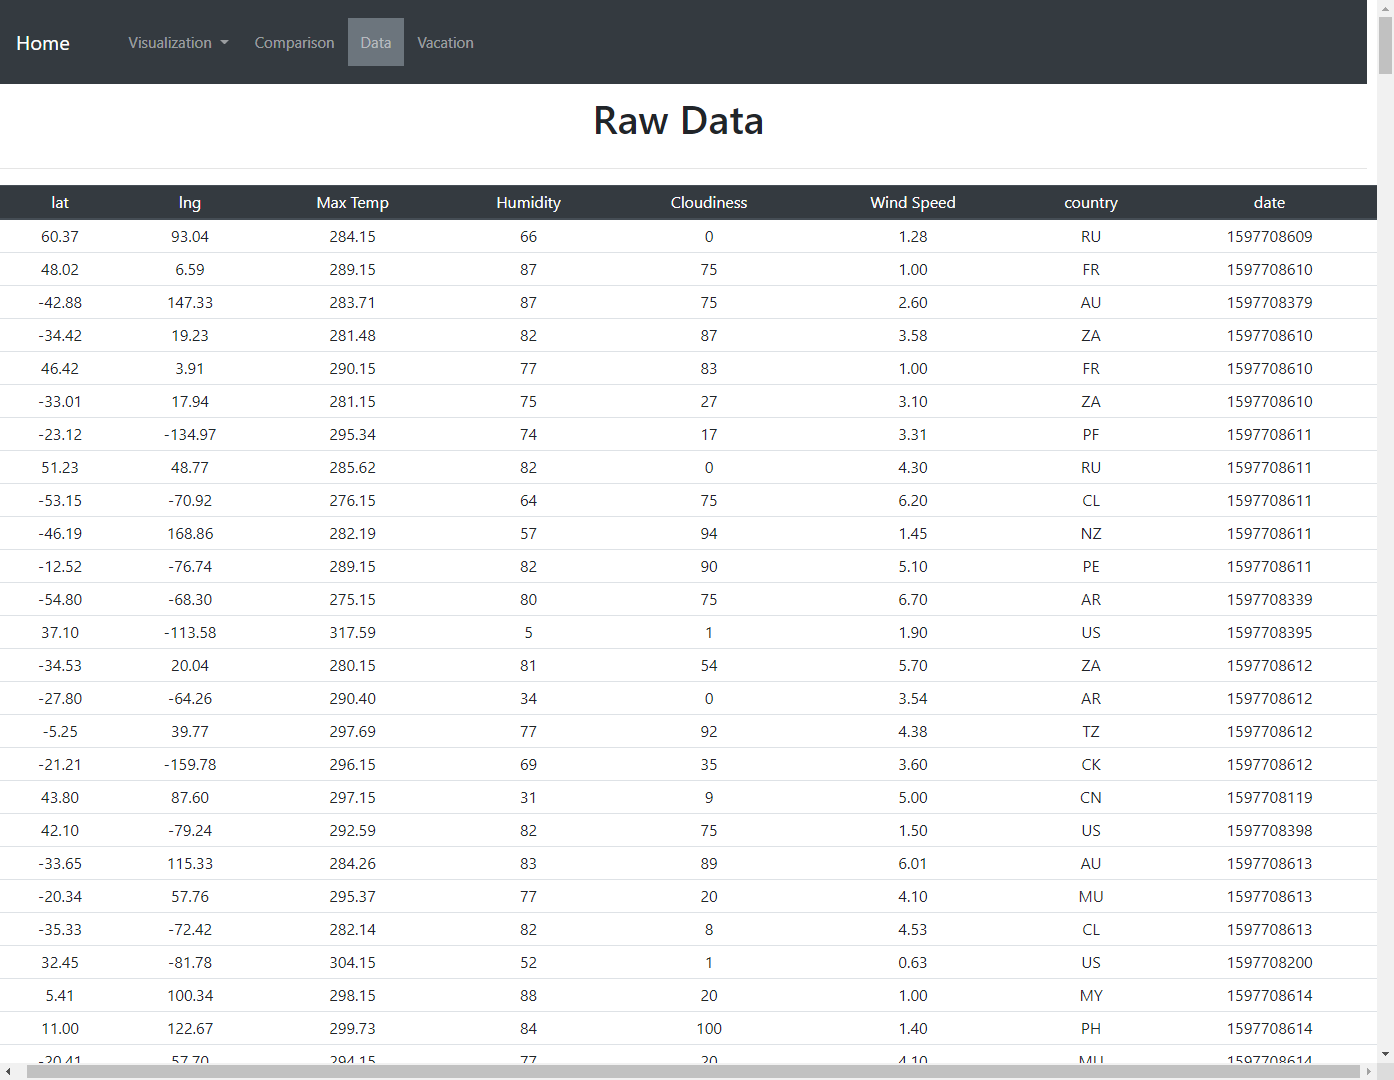 Home Visualization Comparison Data Vacation
Raw Data
lat lng Max Temp Humidity Cloudiness Wind Speed country date
60.37 93.04 284.15 66 0 1.28 RU 1597708609
48.02 6.59 289.15 87 75 1.00 FR 1597708610
-42.88 147.33 283.71 87 75 2.60 AU 1597708379
-34.42 19.23 281.48 82 87 3.58 ZA 1597708610
46.42 3.91 290.15 77 83 1.00 FR 1597708610
-33.01 17.94 281.15 75 27 3.10 ZA 1597708610
-23.12 -134.97 295.34 74 17 3.31 PF 1597708611
51.23 48.77 285.62 82 0 4.30 RU 1597708611
-53.15 -70.92 276.15 64 75 6.20 CL 1597708611
-46.19 168.86 282.19 57 94 1.45 NZ 1597708611
-12.52 -76.74 289.15 82 90 5.10 PE 1597708611
-54.80 -68.30 275.15 80 75 6.70 AR 1597708339
37.10 -113.58 317.59 5 1 1.90 US 1597708395
-34.53 20.04 280.15 81 54 5.70 ZA 1597708612
-27.80 -64.26 290.40 34 0 3.54 AR 1597708612
-5.25 39.77 297.69 77 92 4.38 TZ 1597708612
-21.21 -159.78 296.15 69 35 3.60 CK 1597708612
43.80 87.60 297.15 31 9 5.00 CN 1597708119
42.10 -79.24 292.59 82 75 1.50 US 1597708398
-33.65 115.33 284.26 83 89 6.01 AU 1597708613
-20.34 57.76 295.37 77 20 4.10 MU 1597708613
-35.33 -72.42 282.14 82 8 4.53 CL 1597708613
32.45 -81.78 304.15 52 1 0.63 US 1597708200
5.41 100.34 298.15 88 20 1.00 MY 1597708614
11.00 122.67 299.73 84 100 1.40 PH 1597708614
-20.41 57.70 294.15 77 20 4.10 MU 1597708614